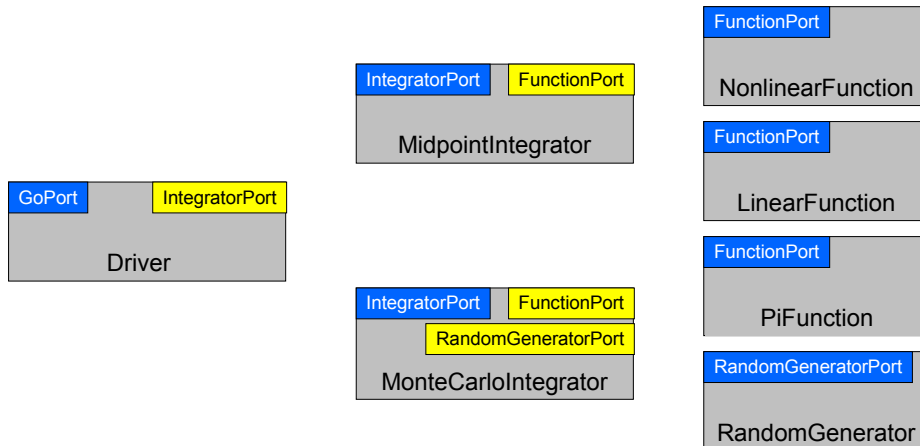 GoPort IntegratorPort
Driver
IntegratorPort FunctionPort
MidpointIntegrator
IntegratorPort FunctionPort
RandomGeneratorPort
MonteCarloIntegrator
FunctionPort
NonlinearFunction
FunctionPort
LinearFunction
FunctionPort
PiFunction
RandomGeneratorPort
RandomGenerator